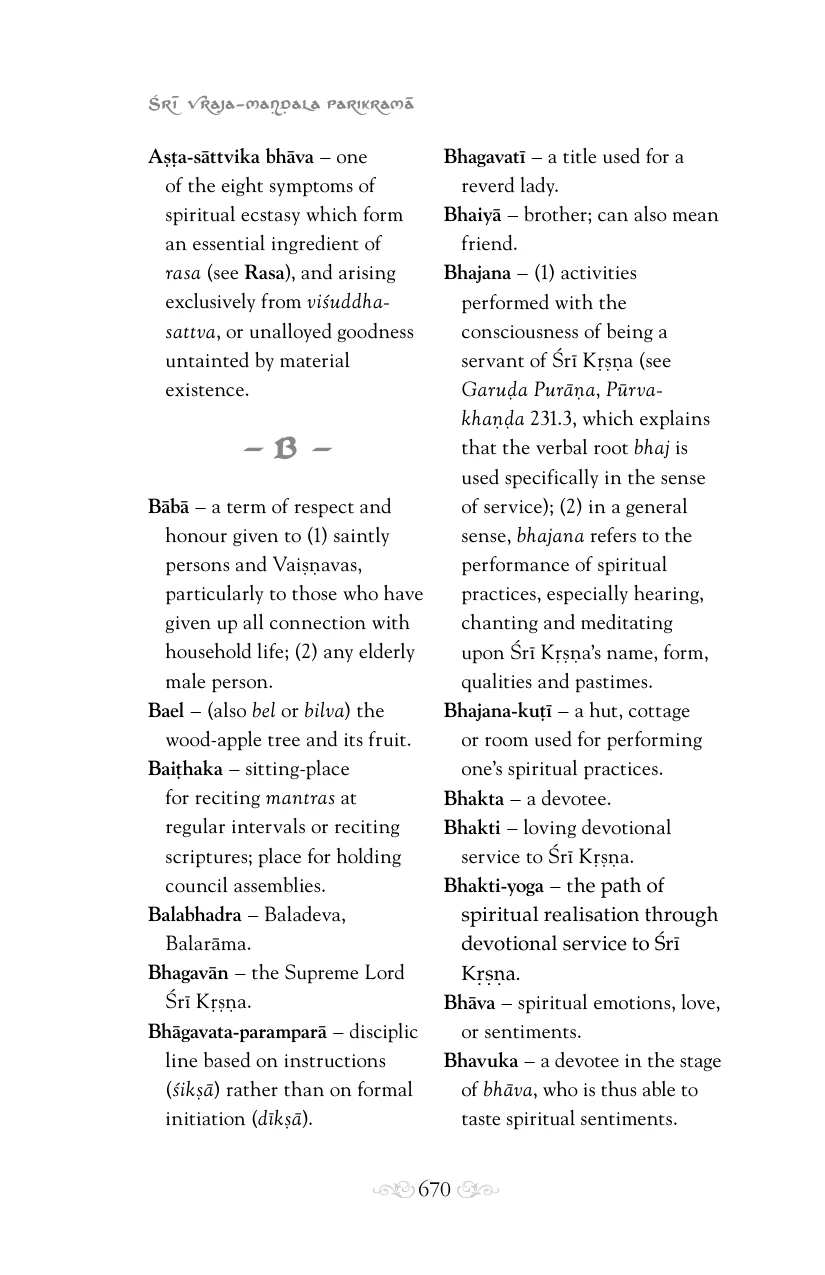 Śrī Vraja-maṇḍala Parikramā
Aṣṭa-sāttvika bhāva – one
of the eight symptoms of
spiritual ecstasy which form
an essential ingredient of
rasa (see Rasa), and arising
exclusively from viśuddha-
sattva, or unalloyed goodness
untainted by material
existence.
– B –
Bābā – a term of respect and
honour given to (1) saintly
persons and Vaiṣṇavas,
particularly to those who have
given up all connection with
household life; (2) any elderly
male person.
Bael – (also bel or bilva) the
wood-apple tree and its fruit.
Baiṭhaka – sitting-place
for reciting mantras at
regular intervals or reciting
scriptures; place for holding
council assemblies.
Balabhadra – Baladeva,
Balarāma.
Bhagavān – the Supreme Lord
Śrī Kṛṣṇa.
Bhāgavata-paramparā – disciplic
line based on instructions
(śikṣā) rather than on formal
initiation (dīkṣā).
Bhagavatī – a title used for a
reverd lady.
Bhaiyā – brother; can also mean
friend.
Bhajana – (1) activities
performed with the
consciousness of being a
servant of Śrī Kṛṣṇa (see
Garuḍa Purāṇa, Pūrva-
khaṇḍa 231.3, which explains
that the verbal root bhaj is
used specifically in the sense
of service); (2) in a general
sense, bhajana refers to the
performance of spiritual
practices, especially hearing,
chanting and meditating
upon Śrī Kṛṣṇa’s name, form,
qualities and pastimes.
Bhajana-kuṭī – a hut, cottage
or room used for performing
one’s spiritual practices.
Bhakta – a devotee.
Bhakti – loving devotional
service to Śrī Kṛṣṇa.
Bhakti-yoga – the path of
spiritual realisation through
devotional service to Śrī
Kṛṣṇa.
Bhāva – spiritual emotions, love,
or sentiments.
Bhavuka – a devotee in the stage
of bhāva, who is thus able to
taste spiritual sentiments.
670